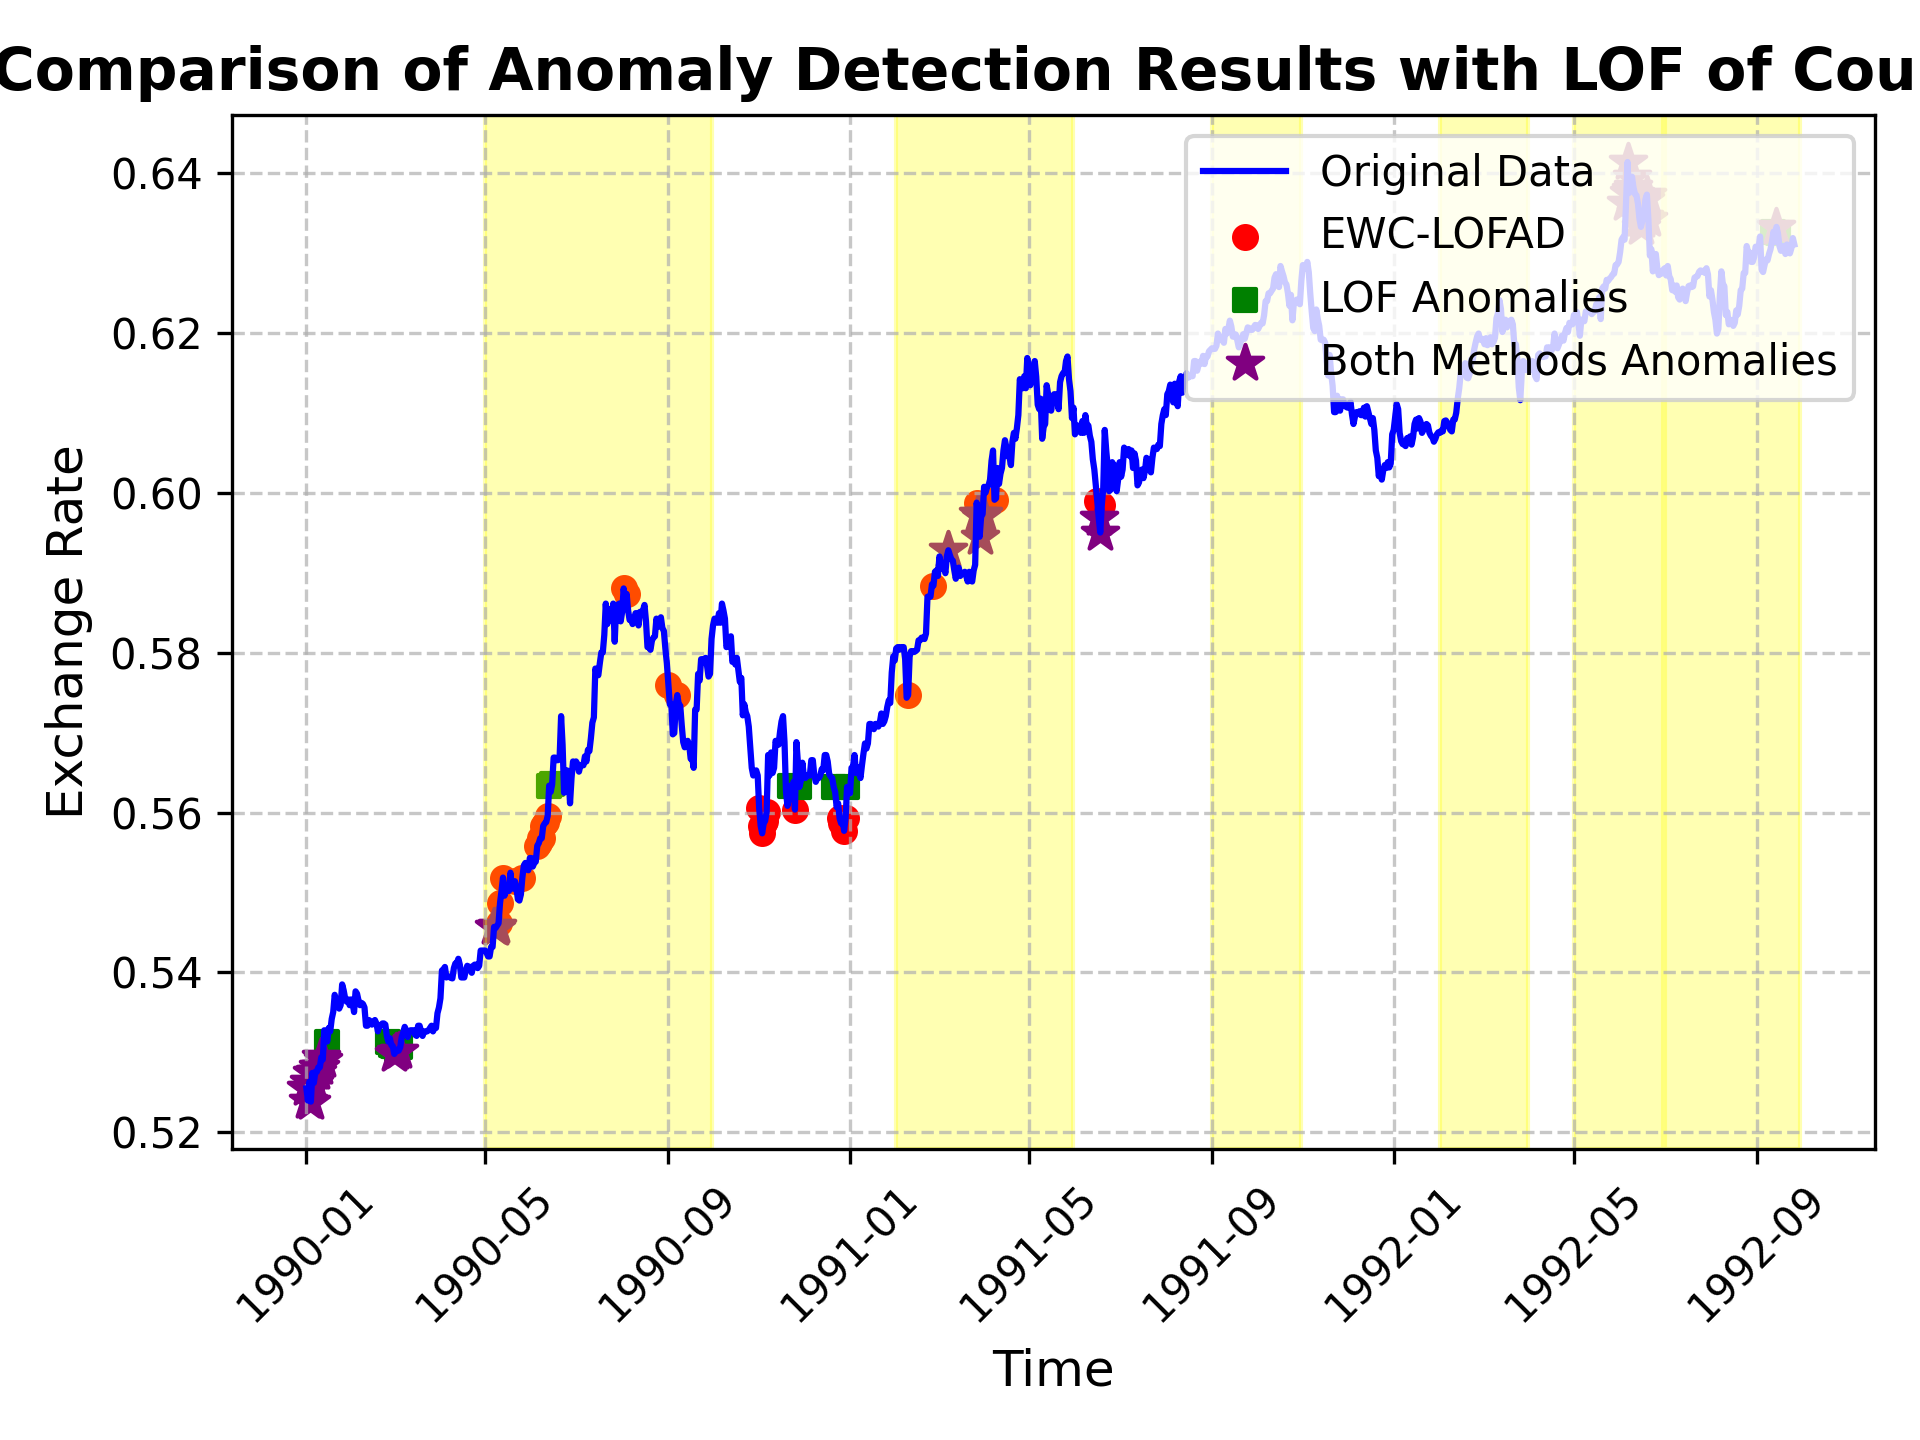 Comparison of Anomaly Detection Results with LOF of Cou
Original Data
EWC-LOFAD
LOF Anomalies
Both Methods Anomalies
Exchange Rate
0.64
0.62
0.60
0.58
0.56
0.54
0.52
1990-01
1990-05
1990-09
1991-01
1991-05
1991-09
1992-01
1992-05
1992-09
Time